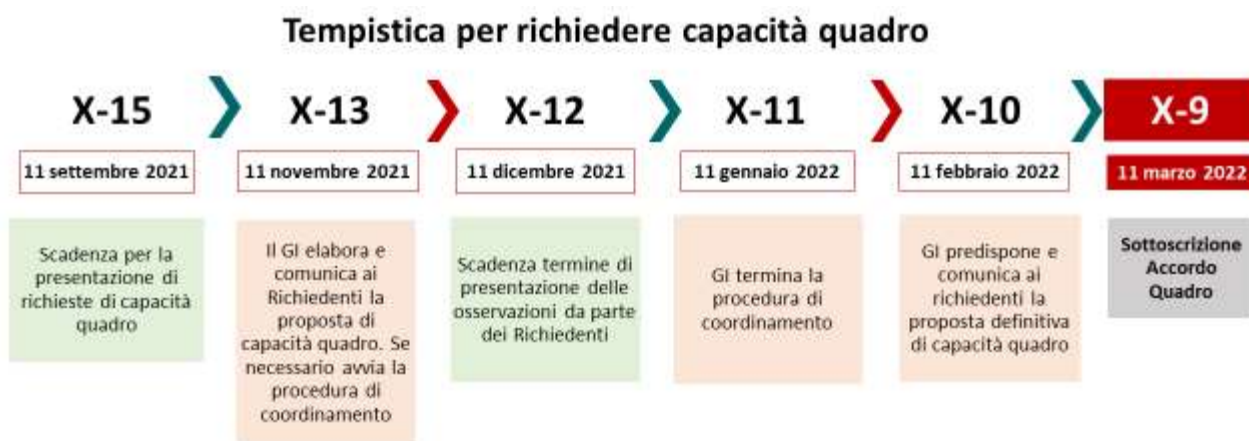 Tempistica per richiedere capacità quadro
X-15
X-13
X-12
X-11
X-10
X-9
11 settembre 2021
11 novembre 2021
11 dicembre 2021
11 gennaio 2022
11 febbraio 2022
11 marzo 2022
Scadenza per la
presentazione di
richieste di capacità
quadro
Il GI elabora e
comunica ai
Richiedenti la
proposta di
capacità quadro. Se
necessario avvia la
procedura di
coordinamento
Scadenza termine di
presentazione delle
osservazioni da parte
dei Richiedenti
GI termina la
procedura di
coordinamento
GI predispone e
comunica ai
richiedenti la
proposta definitiva
di capacità quadro
Sottoscrizione
Accordo
Quadro